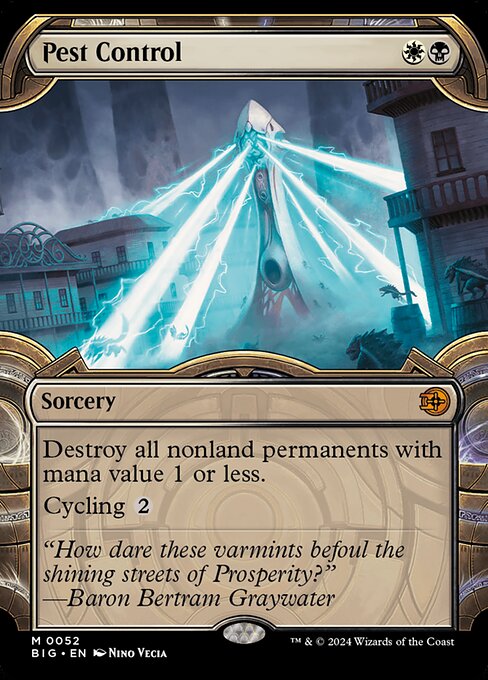 Pest Control
Sorcery
Destroy all nonland permanents with
mana value 1 or less.
Cycling 2
“How dare these varmints befoul the
shining streets of Prosperity?”
—Baron Bertram Graywater
M 0052
BIG • EN Nino Vecia
™ & © 2024 Wizards of the Coast